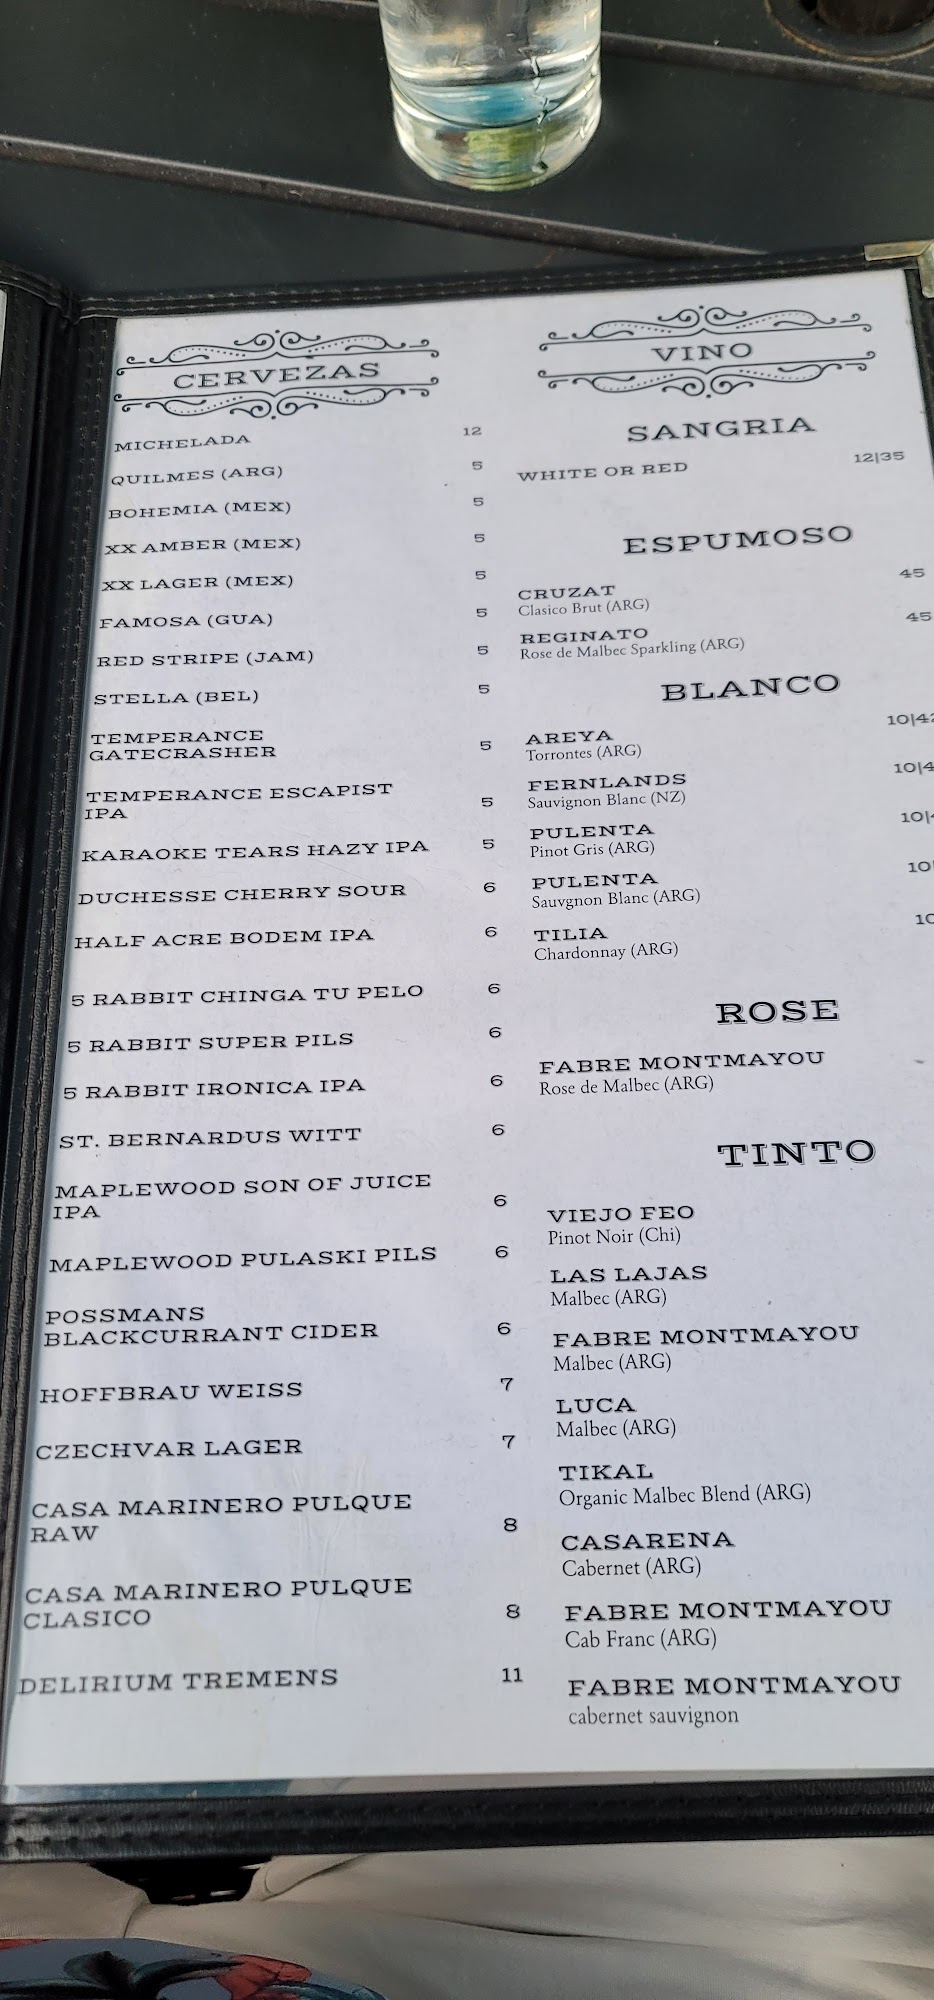 CERVEZAS
MICHELADA 12
QUILMES (ARG) 5
BOHEMIA (MEX) 5
XX AMBER (MEX) 5
XX LAGER (MEX) 5
FAMOSA (GUA) 5
RED STRIPE (JAM) 5
STELLA (BEL) 5
TEMPERANCE
GATECRASHER 5
TEMPERANCE ESCAPIST
IPA 5
KARAOKE TEARS HAZY IPA 5
DUCHESSE CHERRY SOUR 6
HALF ACRE BODEM IPA 6
5 RABBIT CHINGA TU PELO 6
5 RABBIT SUPER PILS 6
5 RABBIT IRONICA IPA 6
ST. BERNARDUS WITT 6
MAPLEWOOD SON OF JUICE
IPA 6
MAPLEWOOD PULASKI PILS 6
POSSMANS
BLACKCURRANT CIDER 6
HOFFBRAU WEISS 7
CZECHVAR LAGER 7
CASA MARINERO PULQUE
RAW 8
CASA MARINERO PULQUE
CLASICO 8
DELIRIUM TREMENS 11
VINO
SANGRIA
WHITE OR RED 12|35
ESPUMOSO
CRUZAT 45
Clasico Brut (ARG)
REGINATO 45
Rose de Malbec Sparkling (ARG)
BLANCO
AREYA 10|42
Torrontes (ARG)
FERNLANDS 10|4
Sauvignon Blanc (NZ)
PULENTA 10|
Pinot Gris (ARG)
PULENTA 10
Sauvgnon Blanc (ARG)
TILIA 10
Chardonnay (ARG)
ROSE
FABRE MONTMAYOU
Rose de Malbec (ARG)
TINTO
VIEJO FEO
Pinot Noir (Chi)
LAS LAJAS
Malbec (ARG)
FABRE MONTMAYOU
Malbec (ARG)
LUCA
Malbec (ARG)
TIKAL
Organic Malbec Blend (ARG)
CASARENA
Cabernet (ARG)
FABRE MONTMAYOU
Cab Franc (ARG)
FABRE MONTMAYOU
cabernet sauvignon